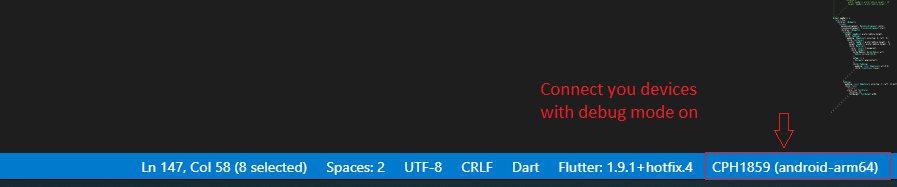 Connect you devices
with debug mode on
Ln 147, Col 58 (8 selected) Spaces: 2 UTF-8 CRLF Dart Flutter: 1.9.1+hotfix.4 CPH1859 (android-arm64)